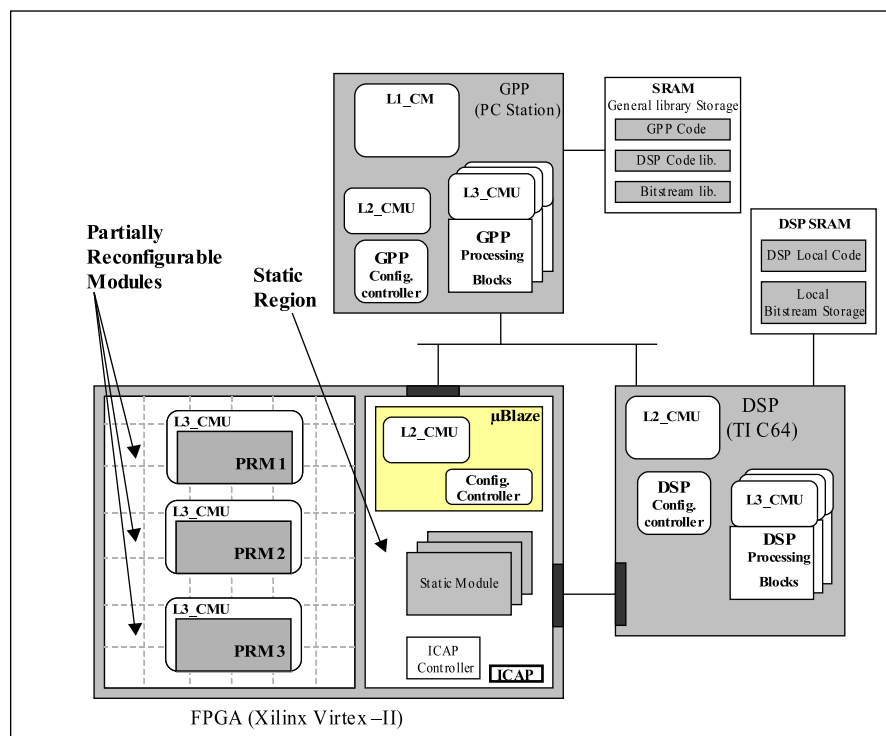 GPP
(PC Station)
L1_CM
L2_CMU
L3_CMU
GPP
Config.
controller
GPP
Processing
Blocks
SRAM
General library Storage
GPP Code
DSP Code lib.
Bitstream lib.
DSP SRAM
DSP Local Code
Local
Bitstream Storage
Partially
Reconfigurable
Modules
Static
Region
L3_CMU
PRM 1
L3_CMU
PRM 2
L3_CMU
PRM 3
µBlaze
L2_CMU
Config.
Controller
Static Module
ICAP
Controller
ICAP
DSP
(TI C64)
L2_CMU
DSP
Config.
controller
L3_CMU
DSP
Processing
Blocks
FPGA (Xilinx Virtex –II)